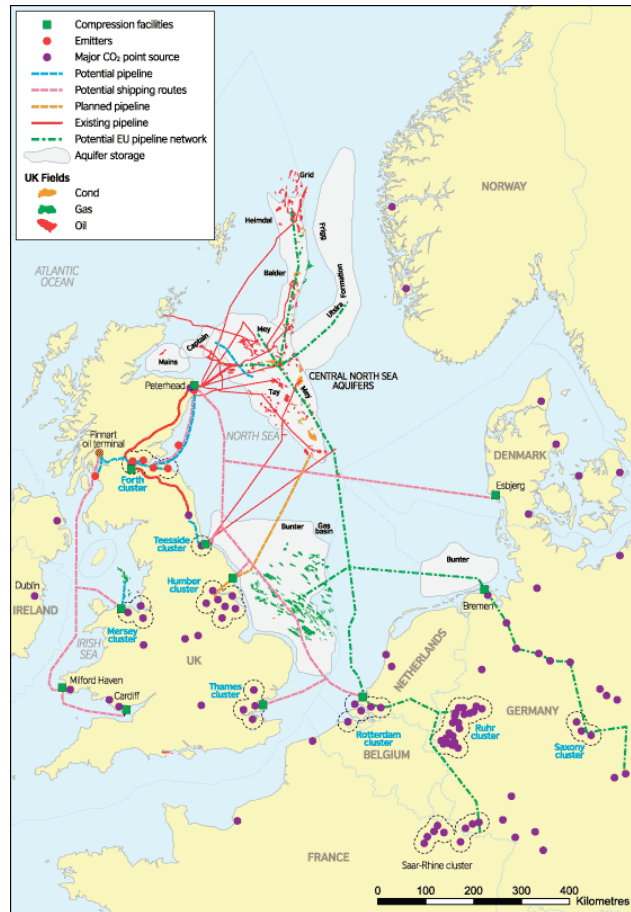 Compression facilities
Emitters
Major CO₂ point source
Potential pipeline
Potential shipping routes
Planned pipeline
Existing pipeline
Potential EU pipeline network
Aquifer storage
UK Fields
Cond
Gas
Oil
Grid
NORWAY
Heimdal
Frigg
ATLANTIC
OCEAN
Balder
Formation
Utsira
Mey
Captain
Mains
CENTRAL NORTH SEA
AQUIFERS
Peterhead
Tay
Mey
NORTH SEA
Finnart
oil terminal
DENMARK
Forth
cluster
Esbjerg
Bunter
Gas
basin
Teesside
cluster
Bunter
Humber
cluster
Dublin
Bremen
IRELAND
Mersey
cluster
IRISH
SEA
UK
NETHERLANDS
Milford Haven
Cardiff
Thames
cluster
GERMANY
Rotterdam
cluster
Ruhr
cluster
Saxony
cluster
BELGIUM
FRANCE
Saar-Rhine cluster
0 100 200 300 400
Kilometres